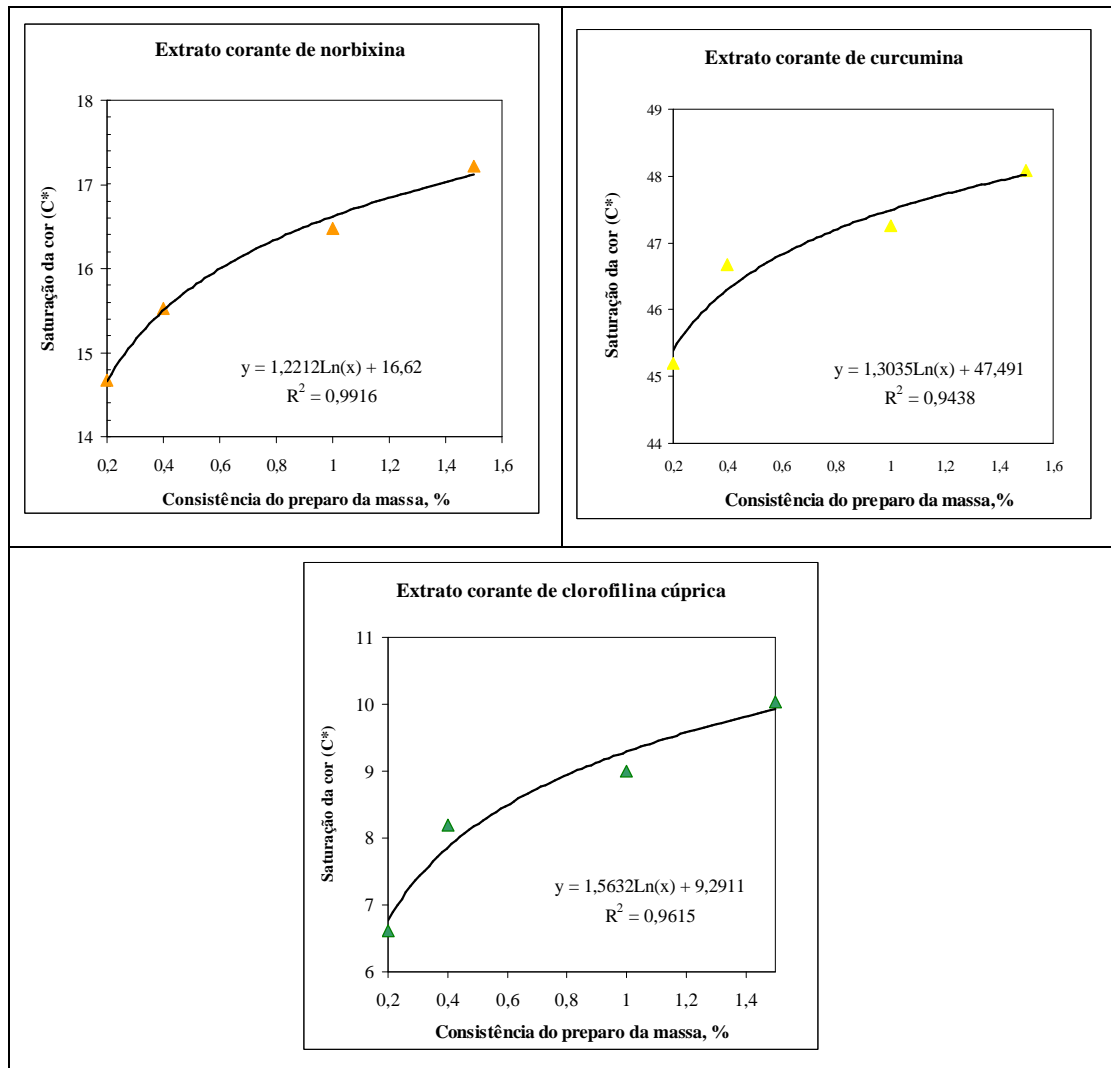 Extrato corante de norbixina
18
17
16
15
14
Saturação da cor (C*)
y = 1,2212Ln(x) + 16,62
R² = 0,9916
0,2 0,4 0,6 0,8 1 1,2 1,4 1,6
Consistência do preparo da massa, %
Extrato corante de curcumina
49
48
47
46
45
44
Saturação da cor (C*)
y = 1,3035Ln(x) + 47,491
R² = 0,9438
0,2 0,4 0,6 0,8 1 1,2 1,4 1,6
Consistência do preparo da massa,%
Extrato corante de clorofilina cúprica
11
10
9
8
7
6
Saturação da cor (C*)
y = 1,5632Ln(x) + 9,2911
R² = 0,9615
0,2 0,4 0,6 0,8 1 1,2 1,4
Consistência do preparo da massa, %